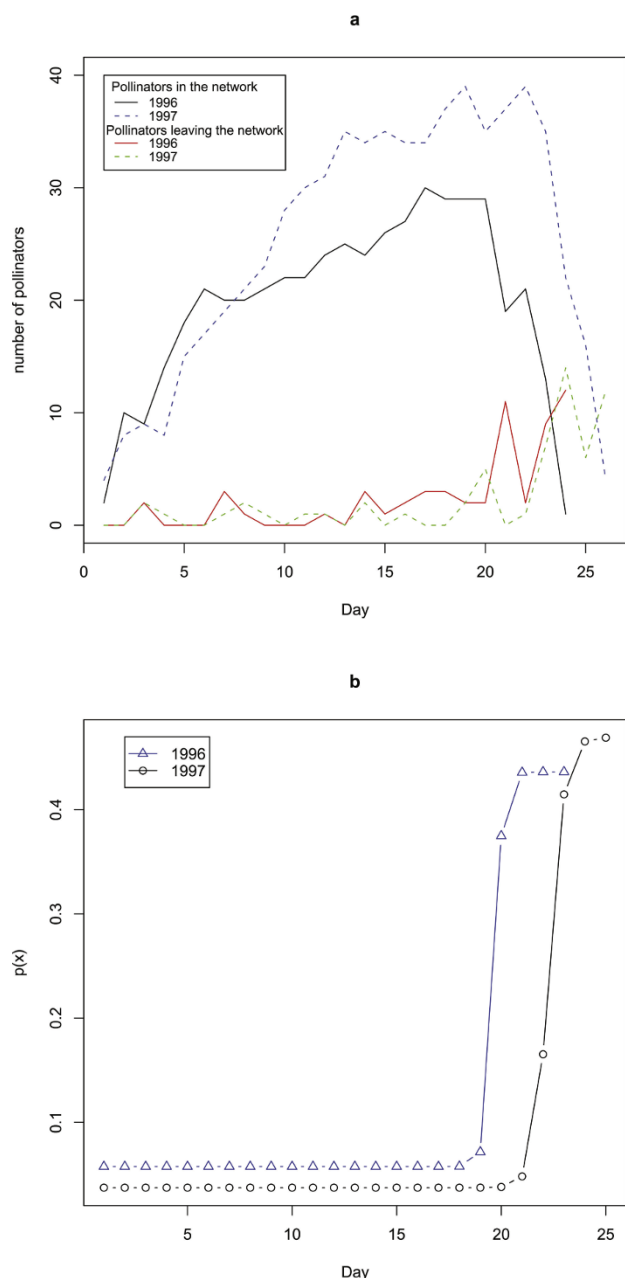 a
number of pollinators
40
30
20
10
0
Pollinators in the network
1996
1997
Pollinators leaving the network
1996
1997
0 5 10 15 20 25
Day
b
p(x)
0.4
0.3
0.2
0.1
1996
1997
5 10 15 20 25
Day